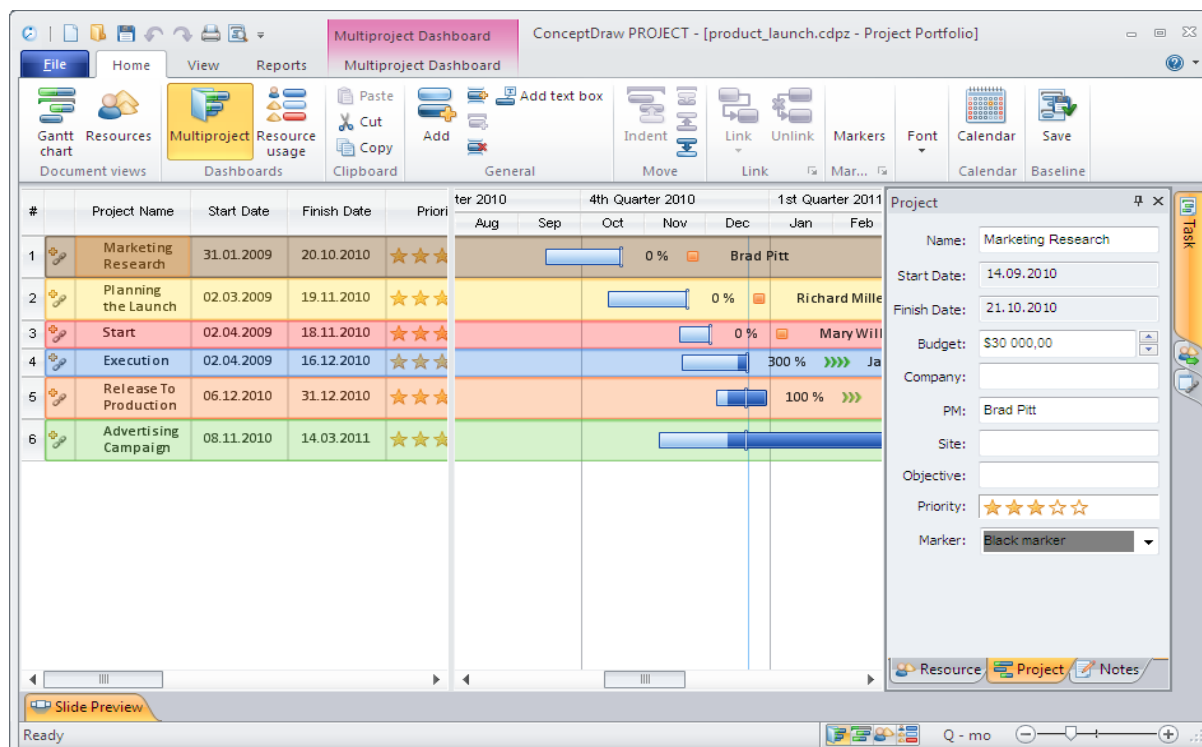 Multiproject Dashboard
ConceptDraw PROJECT - [product_launch.cdpz - Project Portfolio]
File
Home
View
Reports
Multiproject Dashboard
Gantt chart
Resources
Document views
Multiproject
Resource usage
Dashboards
Paste
Cut
Copy
Clipboard
Add
Add text box
General
Indent
Move
Link
Unlink
Link
Markers
Mar...
Font
Calendar
Calendar
Save
Baseline
# Project Name Start Date Finish Date Priori
ter 2010 4th Quarter 2010 1st Quarter 2011
Aug Sep Oct Nov Dec Jan Feb
1 Marketing Research 31.01.2009 20.10.2010 0 % Brad Pitt
2 Planning the Launch 02.03.2009 19.11.2010 0 % Richard Mille
3 Start 02.04.2009 18.11.2010 0 % Mary Will
4 Execution 02.04.2009 16.12.2010 300 % Ja
5 Release To Production 06.12.2010 31.12.2010 100 %
6 Advertising Campaign 08.11.2010 14.03.2011
Project
Name: Marketing Research
Start Date: 14.09.2010
Finish Date: 21.10.2010
Budget: $30 000,00
Company:
PM: Brad Pitt
Site:
Objective:
Priority:
Marker: Black marker
Task
Resource
Project
Notes
Slide Preview
Ready
Q - mo